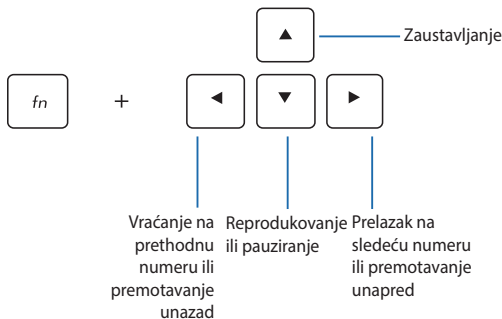 Zaustavljanje
fn
+
Vraćanje na
prethodnu
numeru ili
premotavanje
unazad
Reprodukovanje
ili pauziranje
Prelazak na
sledeću numeru
ili premotavanje
unapred